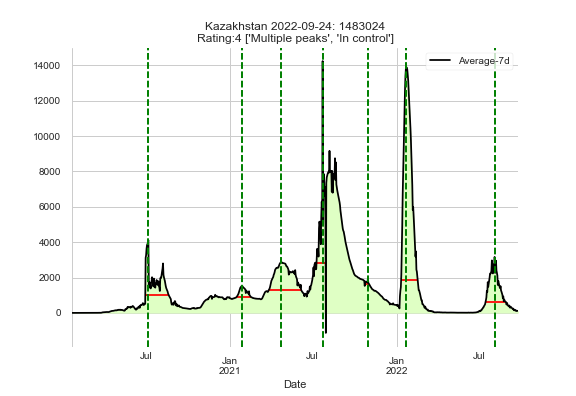 Kazakhstan 2022-09-24: 1483024
Rating:4 ['Multiple peaks', 'In control']
Average-7d
14000
12000
10000
8000
6000
4000
2000
0
Jul
Jan
2021
Jul
Jan
2022
Jul
Date